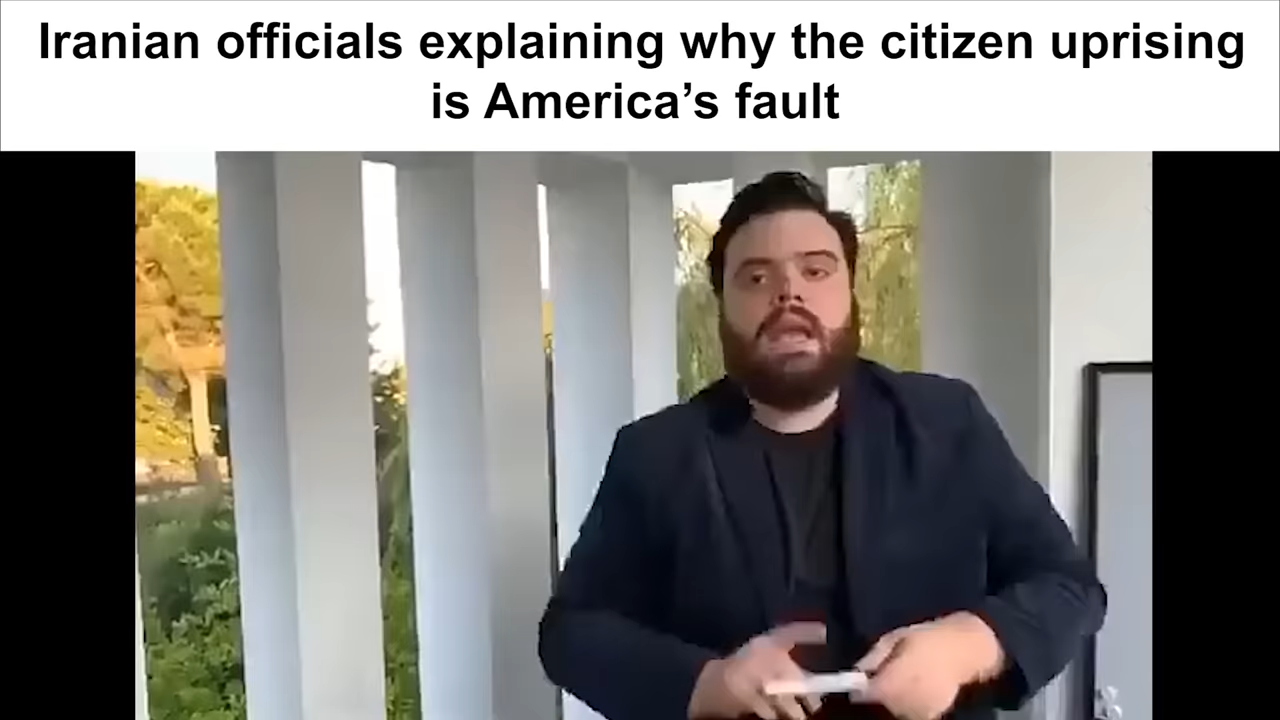 Iranian officials explaining why the citizen uprising
is America’s fault